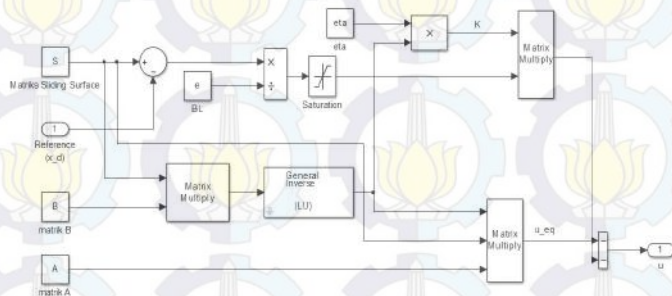 eta
eta
K
Matrix
Multiply
S
Matriks Sliding Surface
e
BL
Saturation
1
Reference
(x_d)
Matrix
Multiply
General
Inverse
(LU)
B
matrik B
Matrix
Multiply
u_eq
1
u
A
matrik A